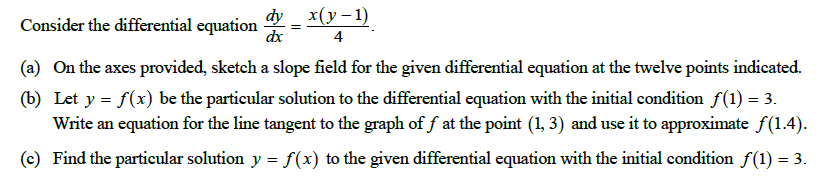 Consider the differential equation dy/dx = x(y – 1)/4.
(a) On the axes provided, sketch a slope field for the given differential equation at the twelve points indicated.
(b) Let y = f(x) be the particular solution to the differential equation with the initial condition f(1) = 3.
Write an equation for the line tangent to the graph of f at the point (1, 3) and use it to approximate f(1.4).
(c) Find the particular solution y = f(x) to the given differential equation with the initial condition f(1) = 3.